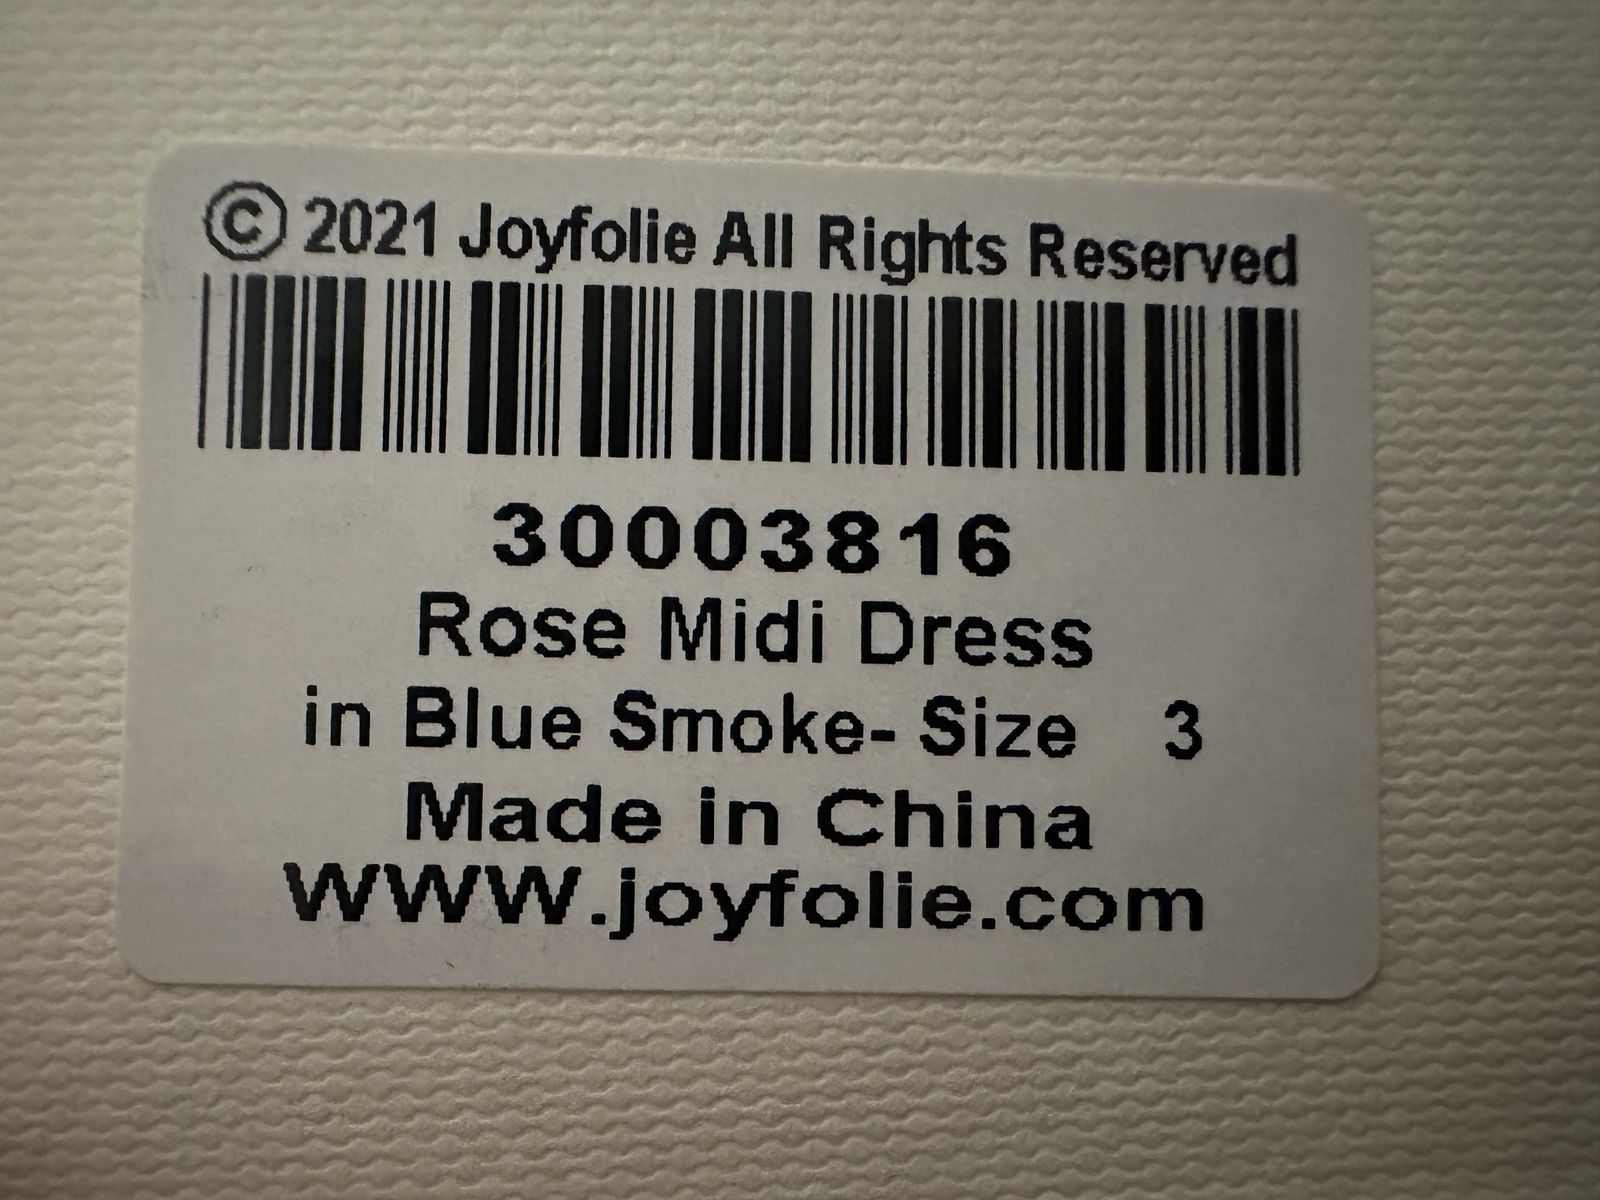 © 2021 Joyfolie All Rights Reserved
30003816
Rose Midi Dress
in Blue Smoke- Size 3
Made in China
WWW.joyfolie.com